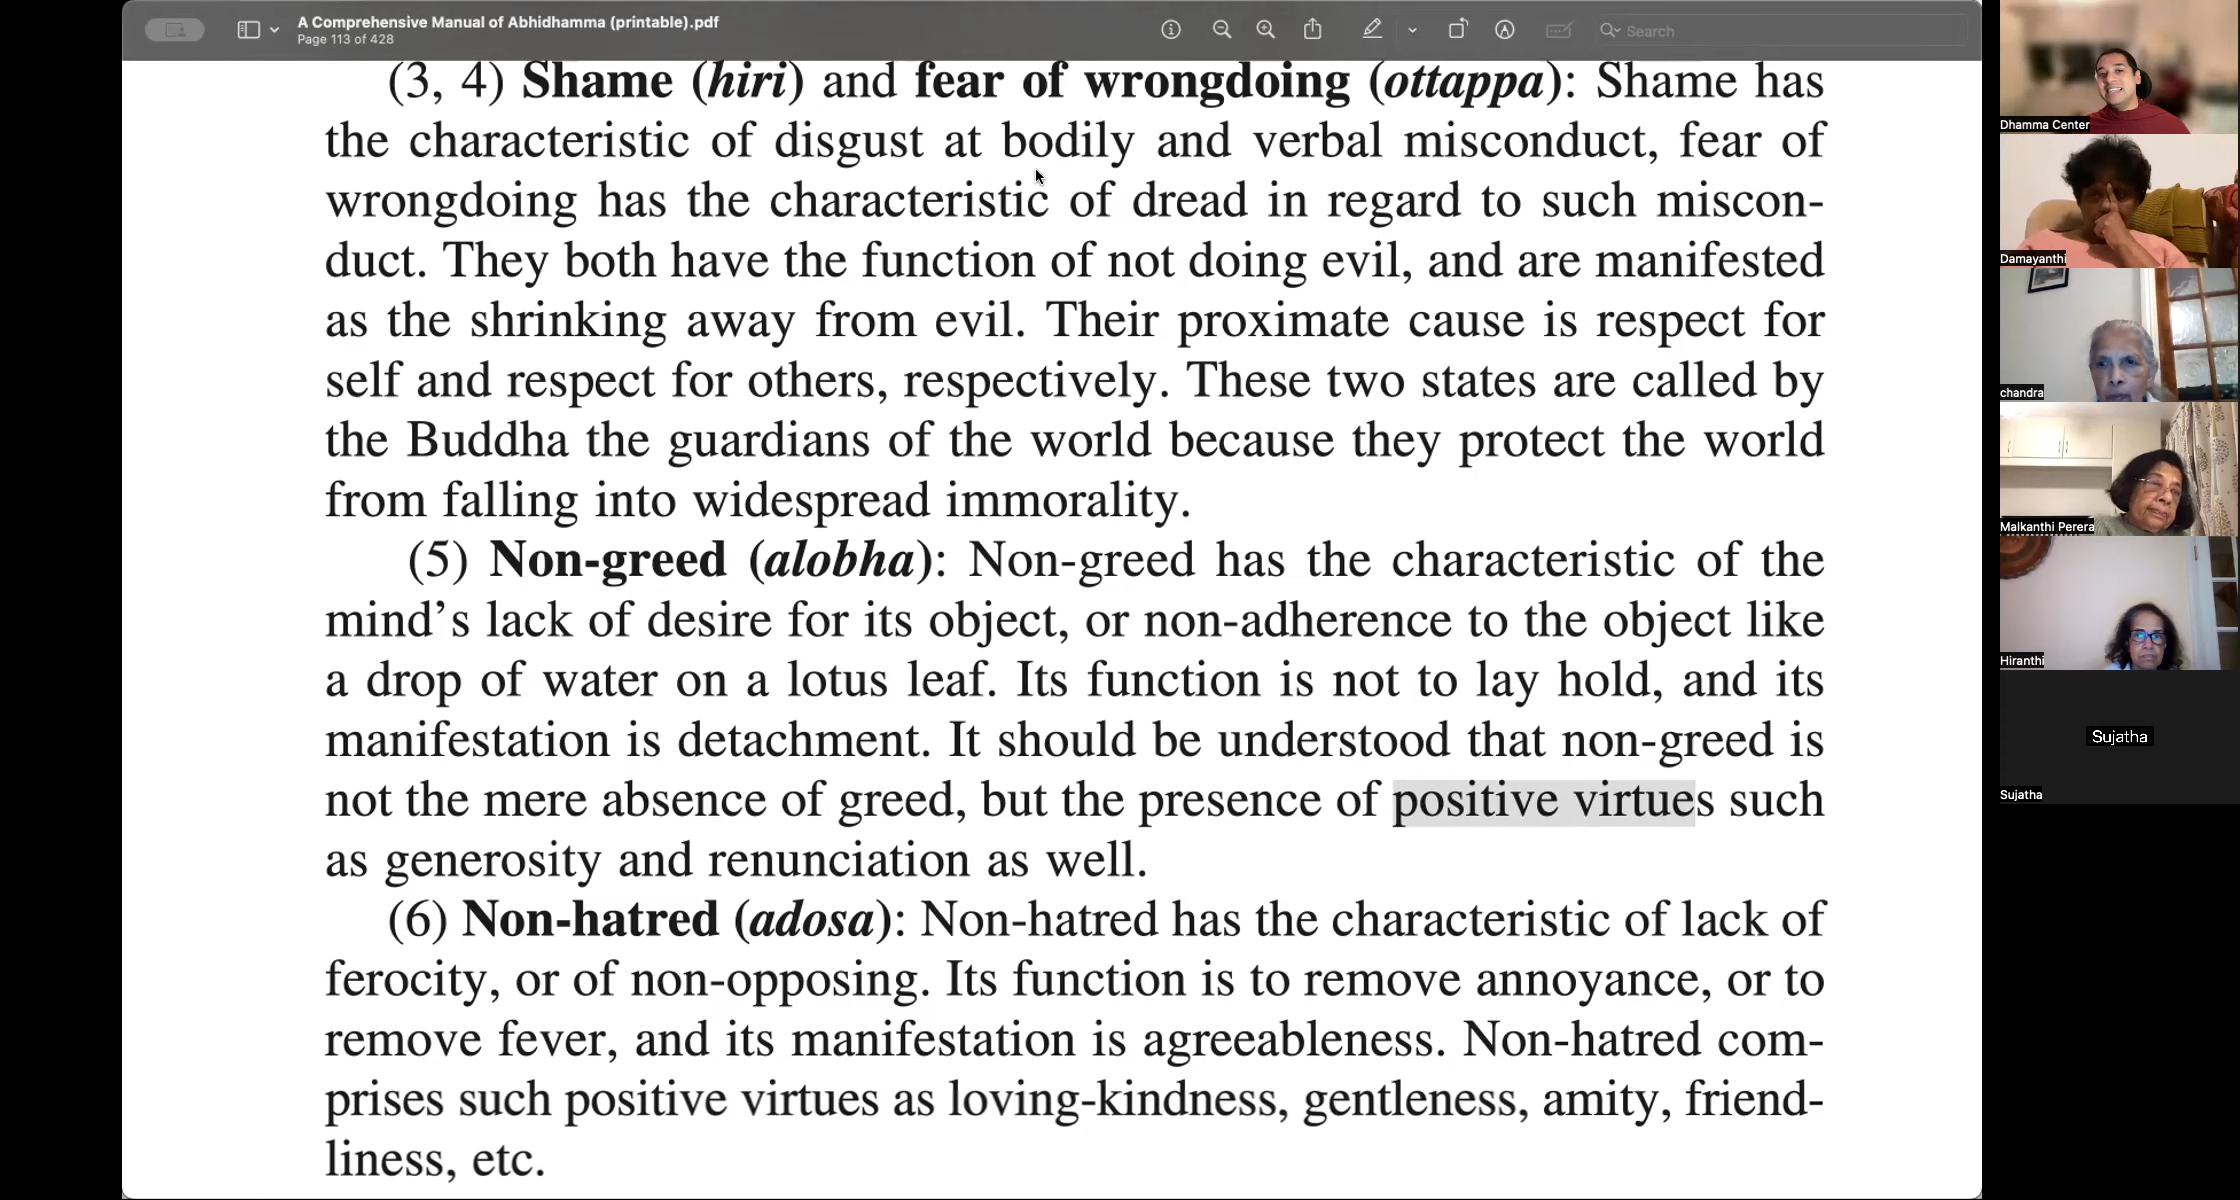 A Comprehensive Manual of Abhidhamma (printable).pdf
Page 113 of 428
Search
(3, 4) Shame (hiri) and fear of wrongdoing (ottappa): Shame has
the characteristic of disgust at bodily and verbal misconduct, fear of
wrongdoing has the characteristic of dread in regard to such miscon-
duct. They both have the function of not doing evil, and are manifested
as the shrinking away from evil. Their proximate cause is respect for
self and respect for others, respectively. These two states are called by
the Buddha the guardians of the world because they protect the world
from falling into widespread immorality.
(5) Non-greed (alobha): Non-greed has the characteristic of the
mind’s lack of desire for its object, or non-adherence to the object like
a drop of water on a lotus leaf. Its function is not to lay hold, and its
manifestation is detachment. It should be understood that non-greed is
not the mere absence of greed, but the presence of positive virtues such
as generosity and renunciation as well.
(6) Non-hatred (adosa): Non-hatred has the characteristic of lack of
ferocity, or of non-opposing. Its function is to remove annoyance, or to
remove fever, and its manifestation is agreeableness. Non-hatred com-
prises such positive virtues as loving-kindness, gentleness, amity, friend-
liness, etc.
Dhamma Center
Damayanthi
chandra
Malkanthi Perera
Hiranthi
Sujatha
Sujatha